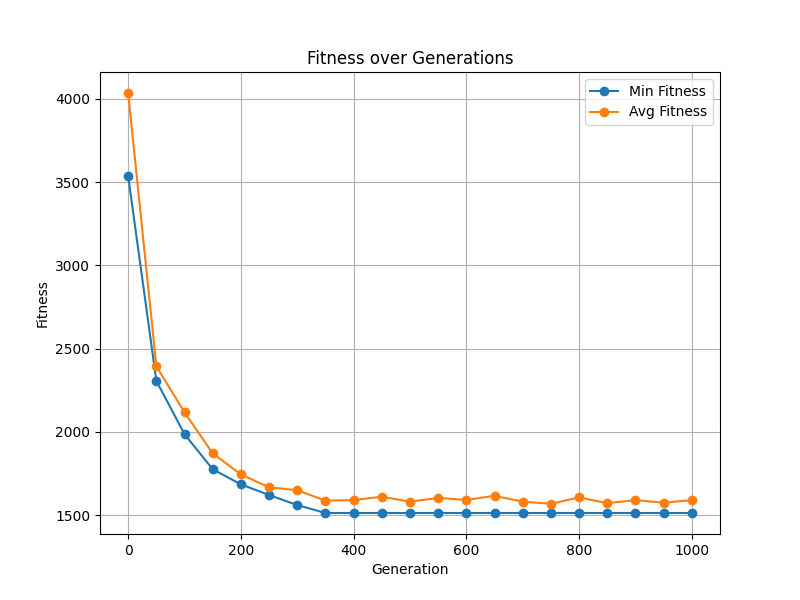 Fitness over Generations
Min Fitness
Avg Fitness
4000
3500
3000
2500
2000
1500
Fitness
0 200 400 600 800 1000
Generation